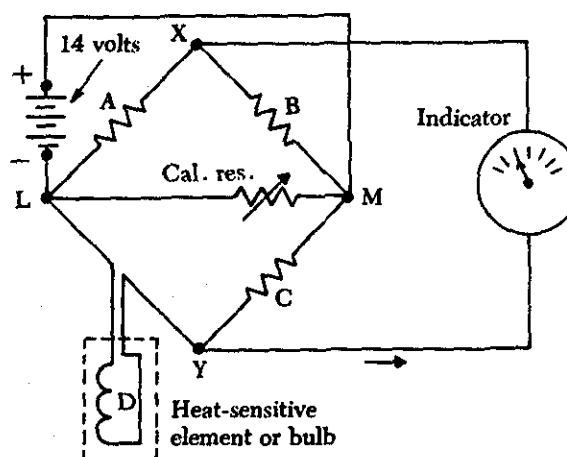 14 volts
X
+
A
B
Indicator
−
Cal. res.
L
M
C
Y
D
Heat-sensitive
element or bulb